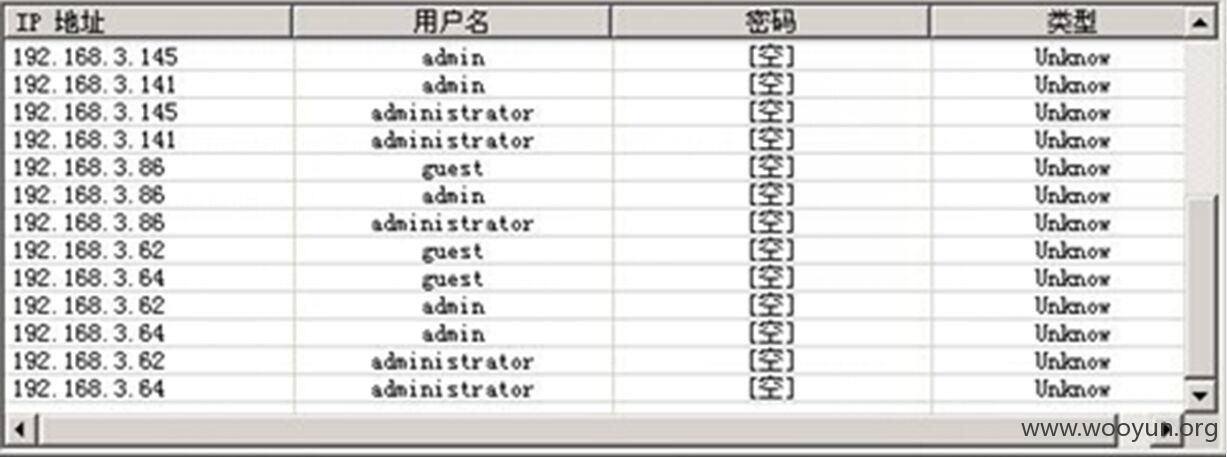 IP 地址 用户名 密码 类型
192.168.3.145 admin [空] Unknow
192.168.3.141 admin [空] Unknow
192.168.3.145 administrator [空] Unknow
192.168.3.141 administrator [空] Unknow
192.168.3.86 guest [空] Unknow
192.168.3.86 admin [空] Unknow
192.168.3.86 administrator [空] Unknow
192.168.3.62 guest [空] Unknow
192.168.3.64 guest [空] Unknow
192.168.3.62 admin [空] Unknow
192.168.3.64 admin [空] Unknow
192.168.3.62 administrator [空] Unknow
192.168.3.64 administrator [空] Unknow
www.wooyun.org